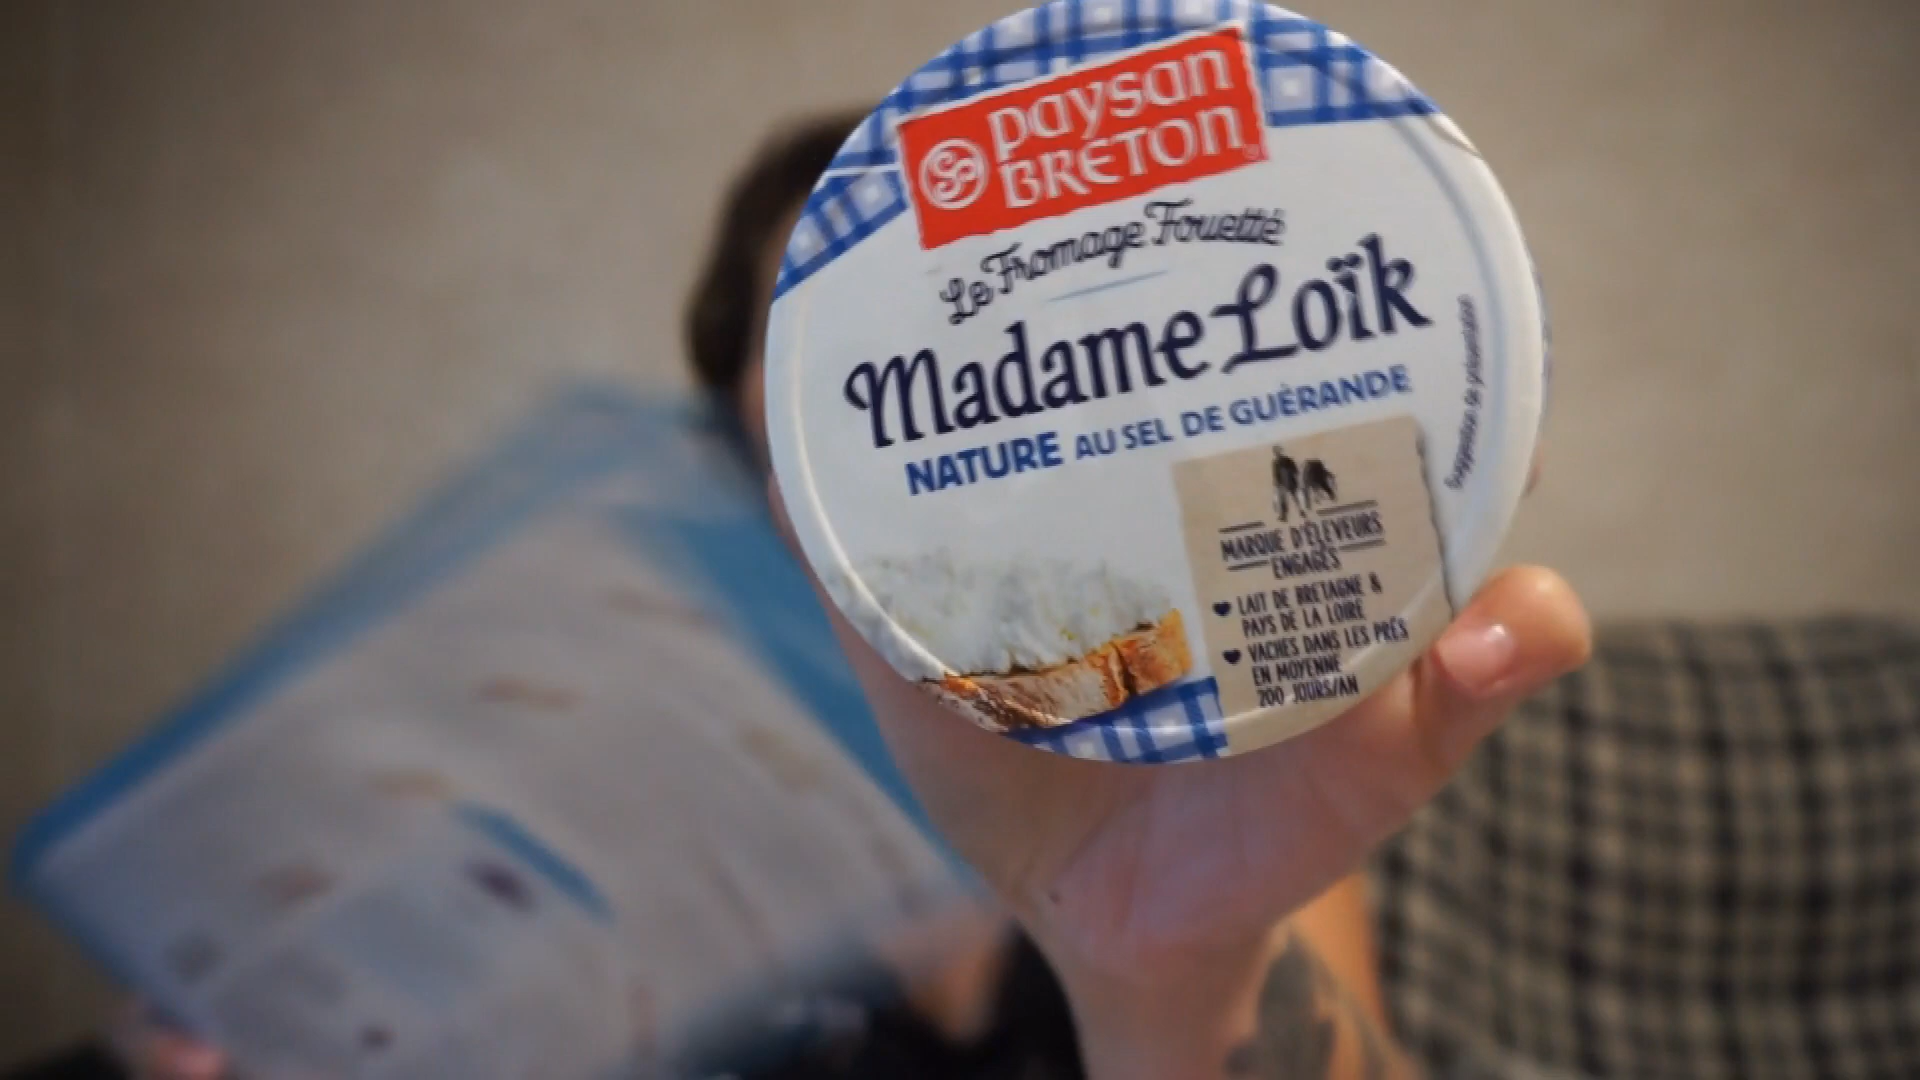 paysan
BRETON
Le Fromage Fouetté
Madame Loïk
NATURE AU SEL DE GUÉRANDE
Suggestion de présentation
MARQUE D'ÉLEVEURS
ENGAGÉS
LAIT DE BRETAGNE &
PAYS DE LA LOIRE
VACHES DANS LES PRÉS
EN MOYENNE
200 JOURS/AN